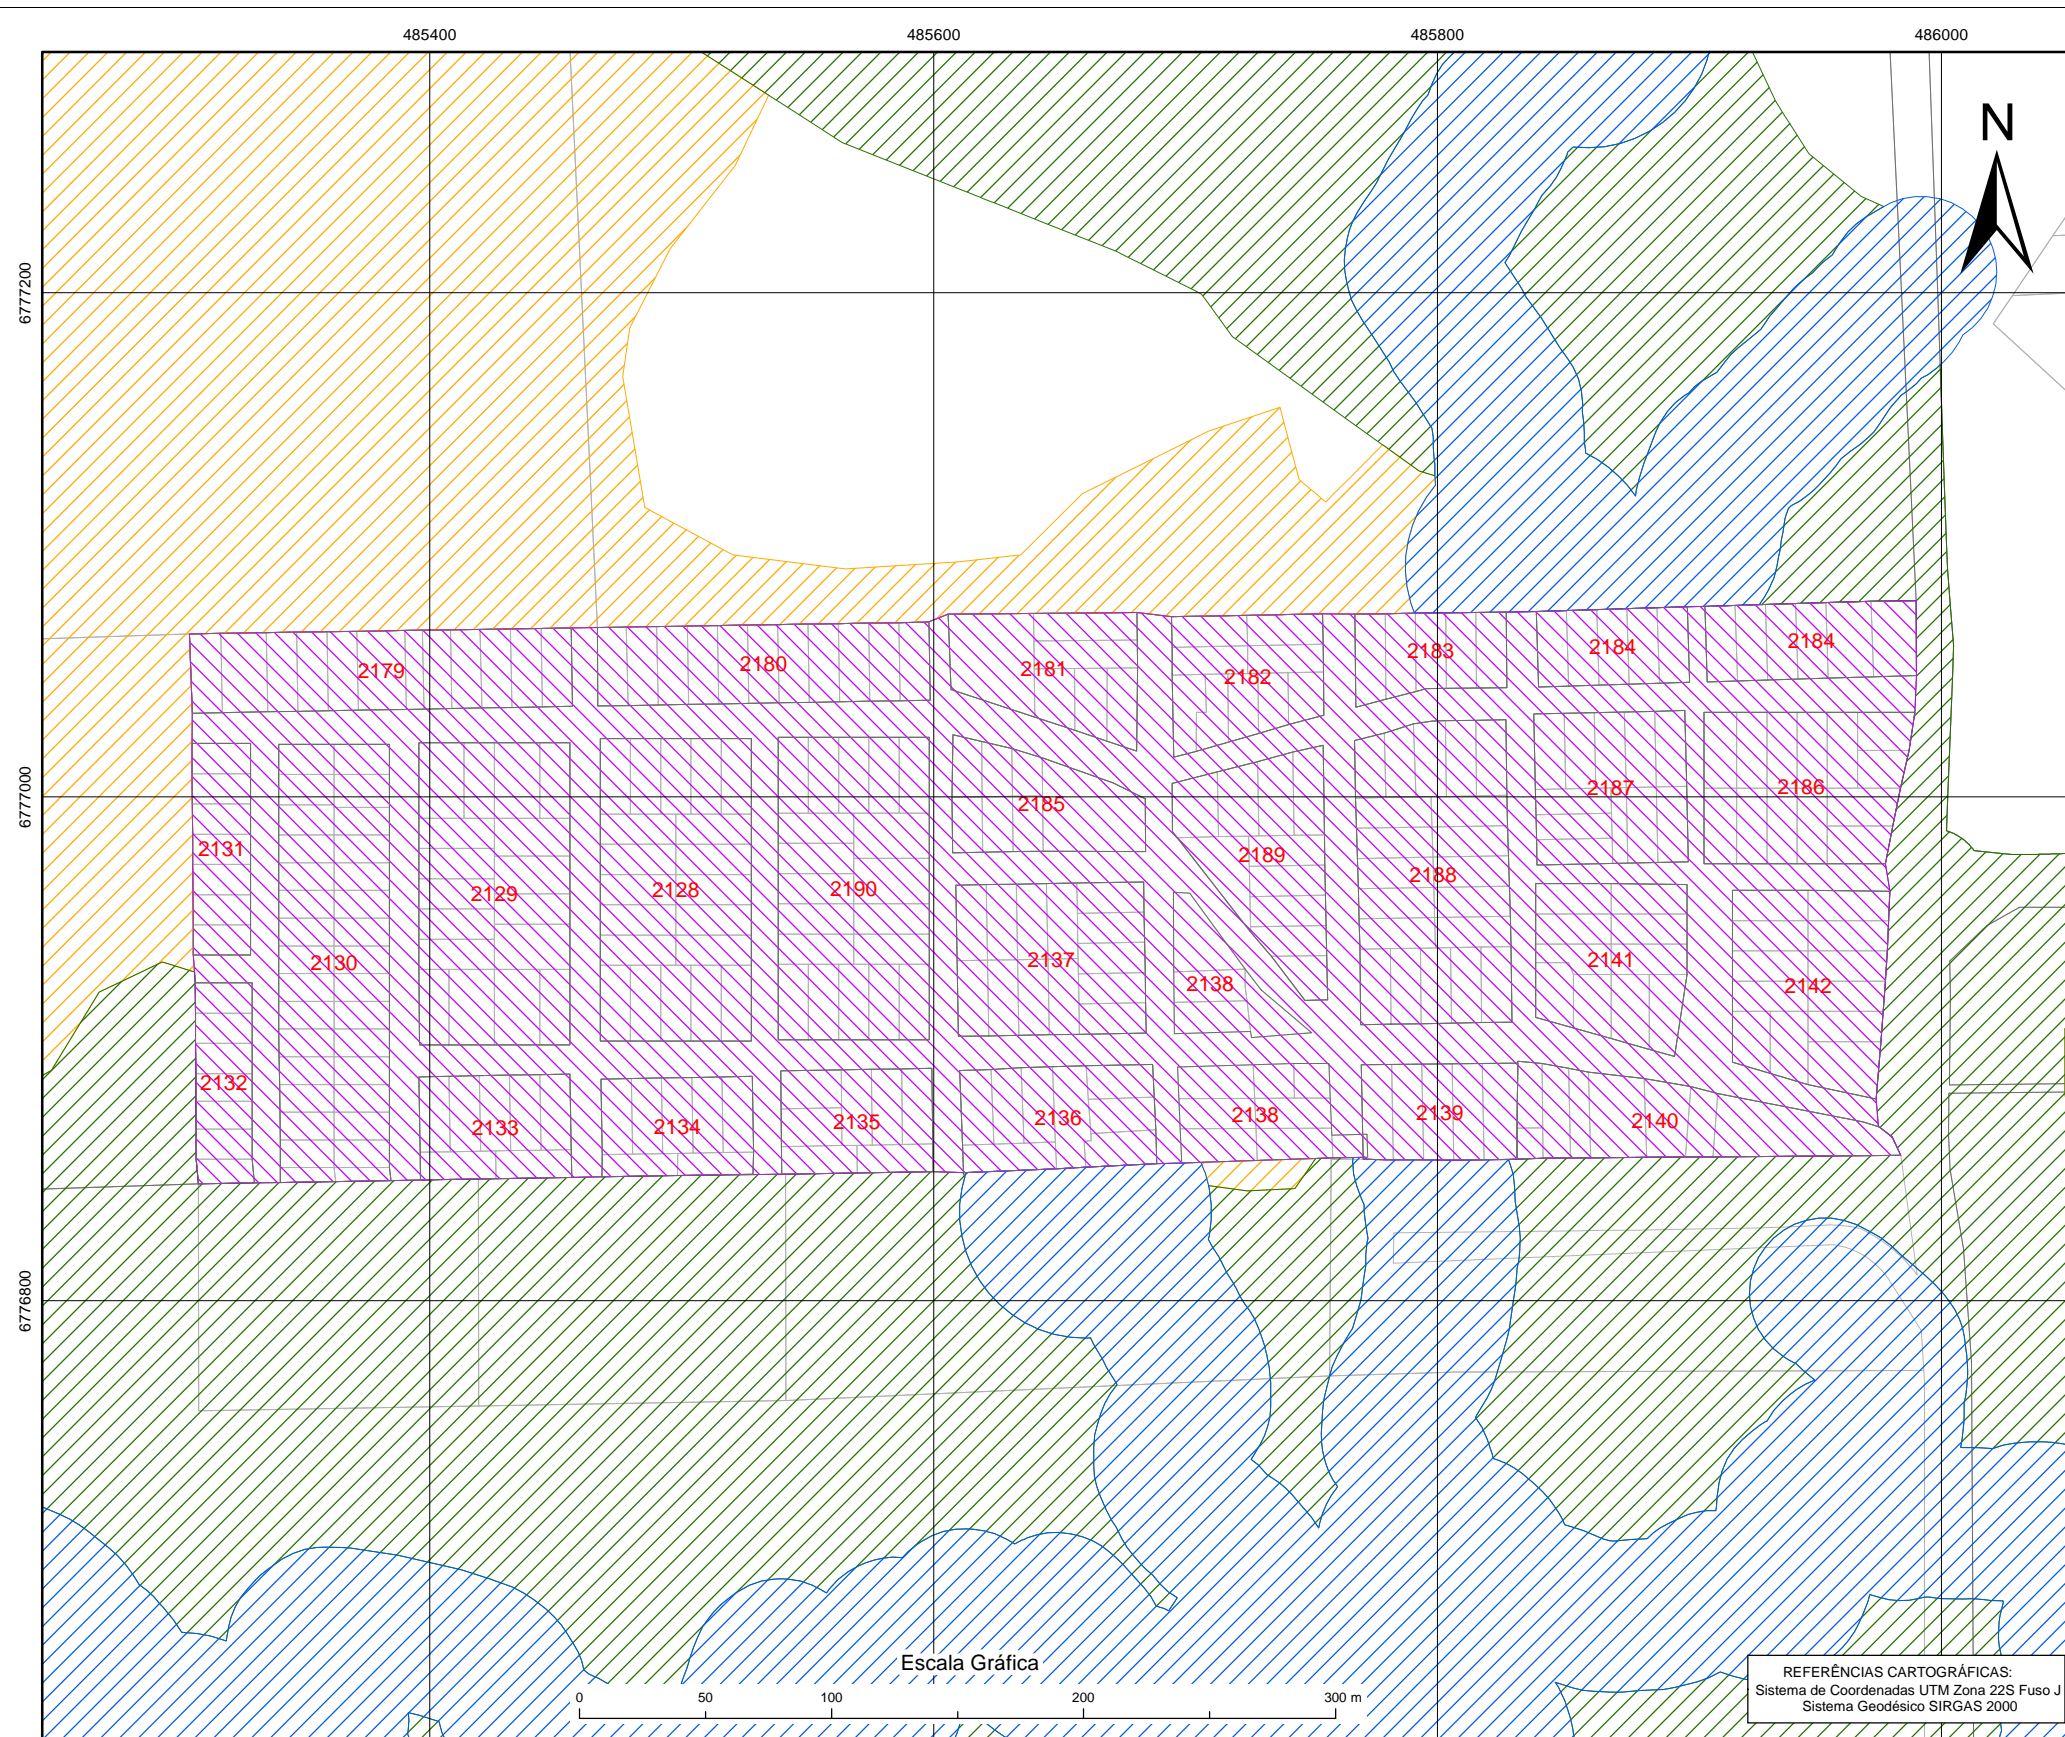 485400 485600 485800 486000
N
6777200
2179 2180 2181 2182 2183 2184 2184
6777000
2131 2130 2129 2128 2190 2185 2189 2188 2187 2186
2137 2138 2141 2142
2132 2133 2134 2135 2136 2138 2139 2140
6776800
Escala Gráfica
0 50 100 200 300 m
REFERÊNCIAS CARTOGRÁFICAS:
Sistema de Coordenadas UTM Zona 22S Fuso J
Sistema Geodésico SIRGAS 2000